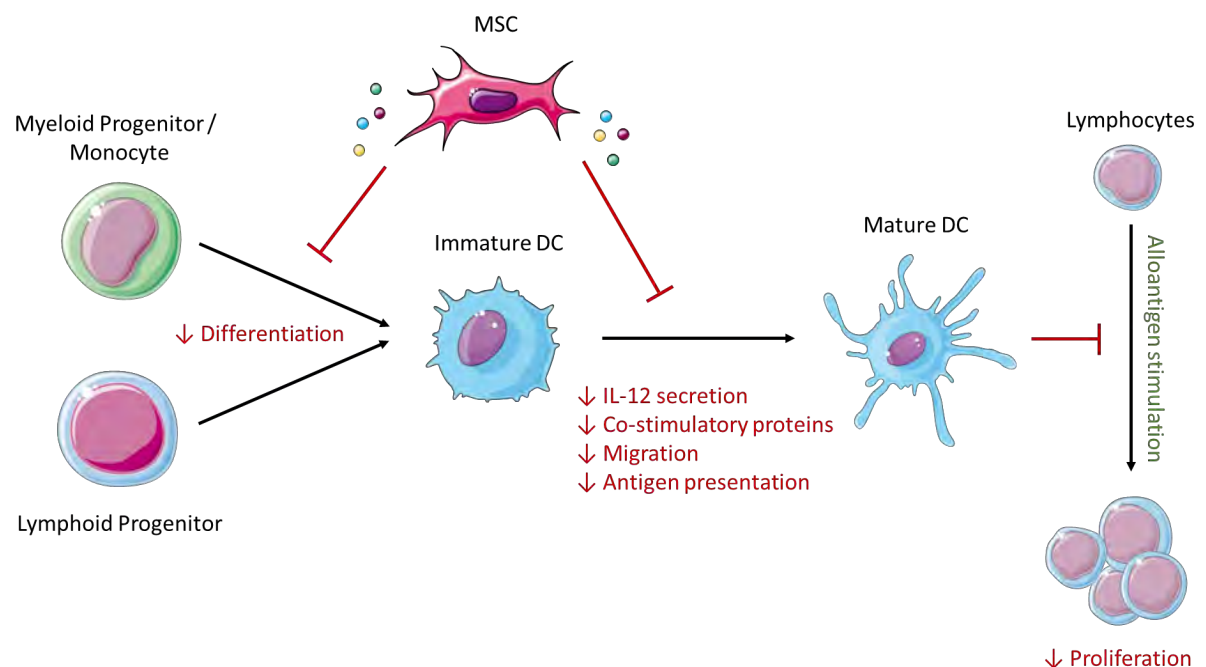 MSC
Myeloid Progenitor /
Monocyte
Lymphocytes
Immature DC
Mature DC
Alloantigen stimulation
↓ Differentiation
↓ IL-12 secretion
↓ Co-stimulatory proteins
↓ Migration
↓ Antigen presentation
Lymphoid Progenitor
↓ Proliferation